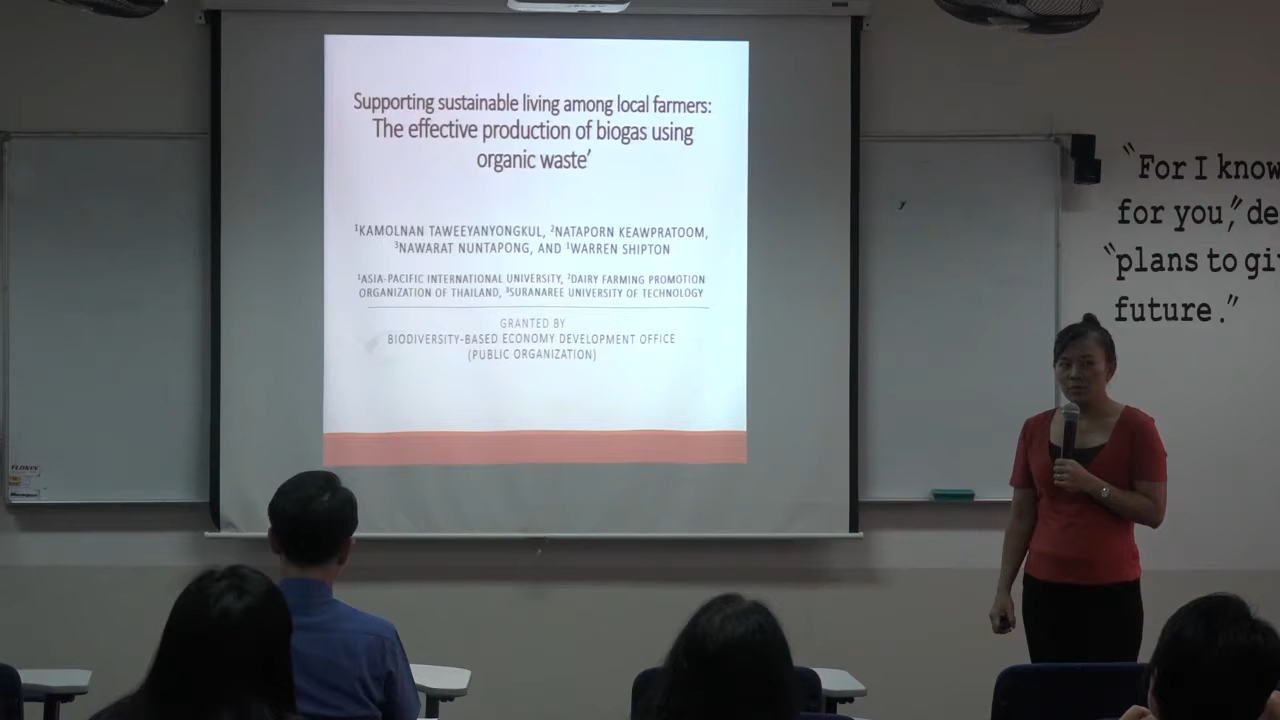 Supporting sustainable living among local farmers:
The effective production of biogas using
organic waste’
¹KAMOLNAN TAWEEYANYONGKUL, ²NATAPORN KEAWPRATOOM,
³NAWARAT NUNTAPONG, AND ¹WARREN SHIPTON
¹ASIA-PACIFIC INTERNATIONAL UNIVERSITY, ²DAIRY FARMING PROMOTION
ORGANIZATION OF THAILAND, ³SURANAREE UNIVERSITY OF TECHNOLOGY
GRANTED BY
BIODIVERSITY-BASED ECONOMY DEVELOPMENT OFFICE
(PUBLIC ORGANIZATION)
“For I know
for you,” de
“plans to gi
future.”